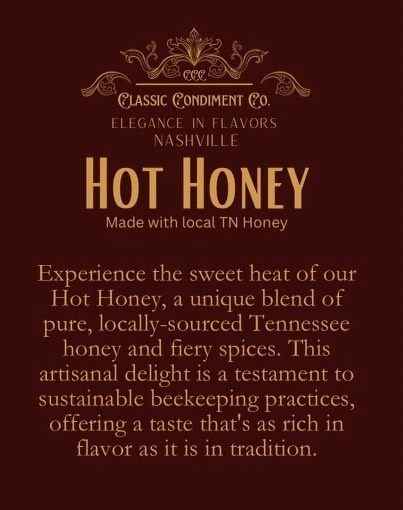 CCC
Classic Condiment Co.
ELEGANCE IN FLAVORS
NASHVILLE
HOT HONEY
Made with local TN Honey
Experience the sweet heat of our
Hot Honey, a unique blend of
pure, locally-sourced Tennessee
honey and fiery spices. This
artisanal delight is a testament to
sustainable beekeeping practices,
offering a taste that's as rich in
flavor as it is in tradition.